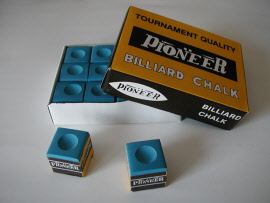 TOURNAMENT QUALITY
PIONEER
BILLIARD CHALK
PIONEER
BILLIARD
CHALK
PIONEER
PIONEER